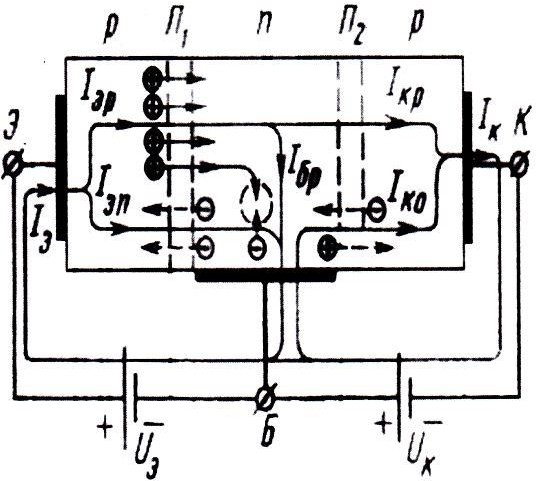 р П₁ n П₂ р
Iэр Iкр
Э Iк К
Iбр
Iэп Iко
Iэ
+ − Б + −
Uэ Uк